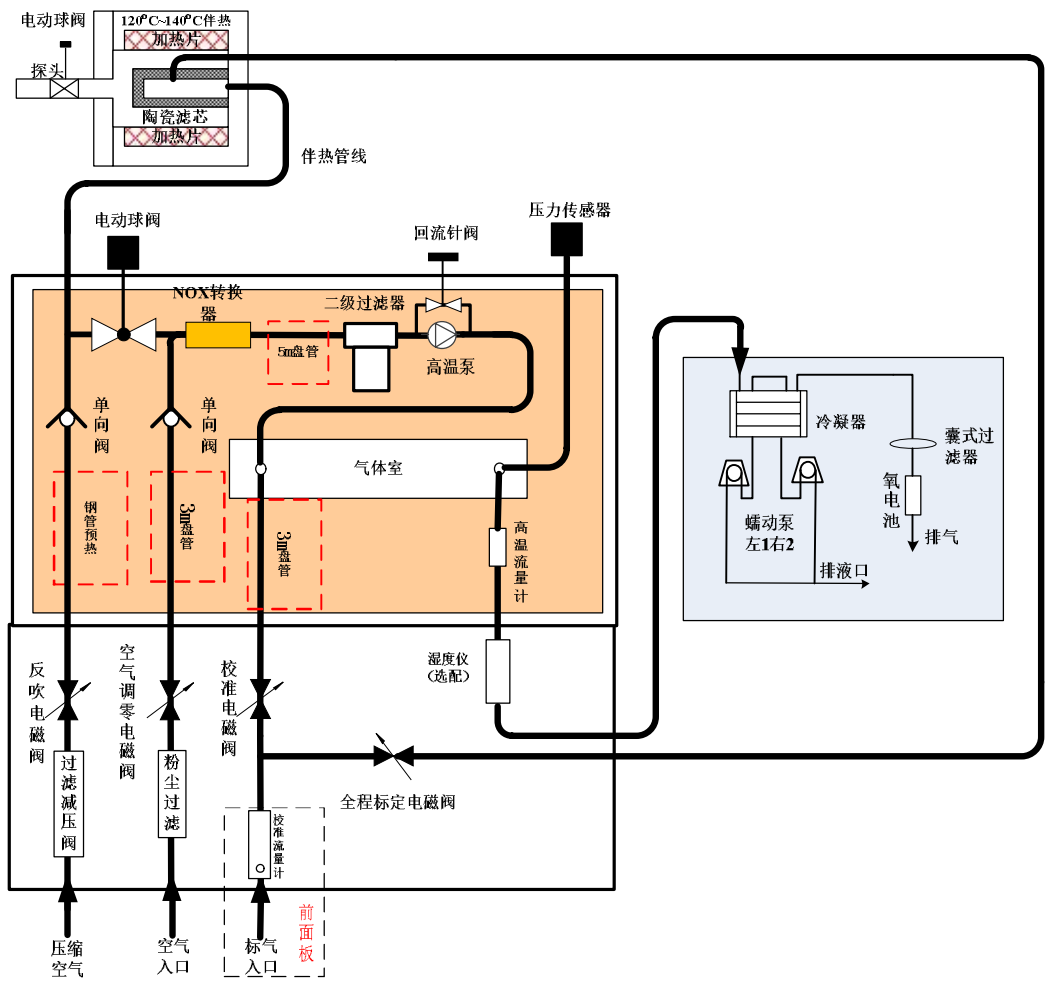 电动球阀
120°C~140°C伴热
加热片
探头
陶瓷滤芯
加热片
伴热管线
电动球阀
压力传感器
回流针阀
NOX转换
器
二级过滤器
5m盘管
高温泵
单向阀
单向阀
气体室
钢管预热
3m盘管
3m盘管
高温流量计
冷凝器
囊式过
滤器
氧电池
蠕动泵
左1右2
排气
排液口
湿度仪
(选配)
反吹电磁阀
空气调零电磁阀
校准电磁阀
过滤减压阀
粉尘过滤
全程标定电磁阀
校准流量计
前面板
压缩
空气
空气
入口
标气
入口